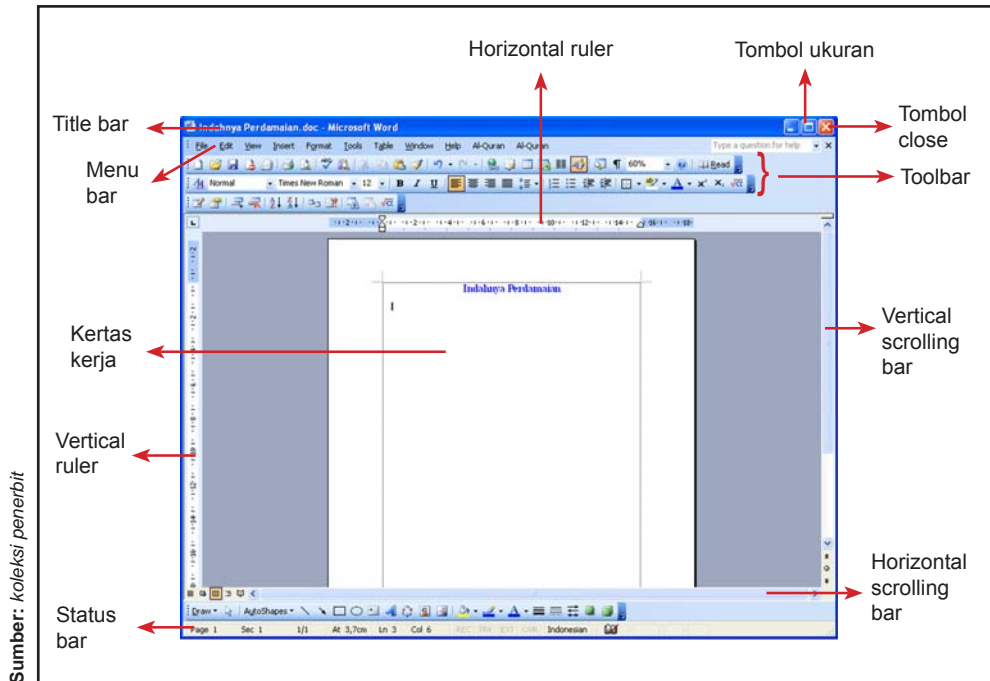 Horizontal ruler
Tombol ukuran
Title bar
Tombol
close
Menu
bar
Toolbar
Indahnya Perdamaian.doc - Microsoft Word
File Edit View Insert Format Tools Table Window Help Al-Quran Al-Quran
Type a question for help
60%
Read
Normal
Times New Roman
12
B I U
Indahnya Perdamaian
Kertas
kerja
Vertical
scrolling
bar
Vertical
ruler
Horizontal
scrolling
bar
Draw AutoShapes
Status
bar
Page 1 Sec 1 1/1 At 3,7cm Ln 3 Col 6 REC TRK EXT OVR Indonesian
Sumber: koleksi penerbit